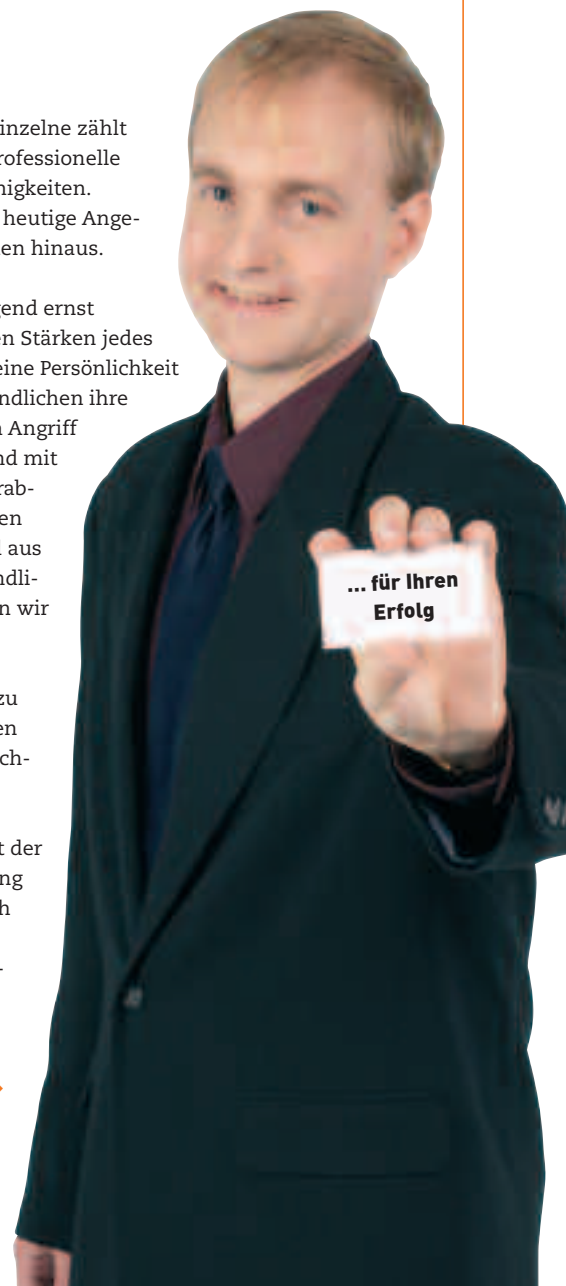 inzelne zählt
rofessionelle
nigkeiten.
heutige Ange-
en hinaus.
gend ernst
en Stärken jedes
eine Persönlichkeit
ndlichen ihre
n Angriff
nd mit
rab-
en
l aus
ndli-
n wir
zu
en
ch-
t der
ng
h
-
... für Ihren
Erfolg